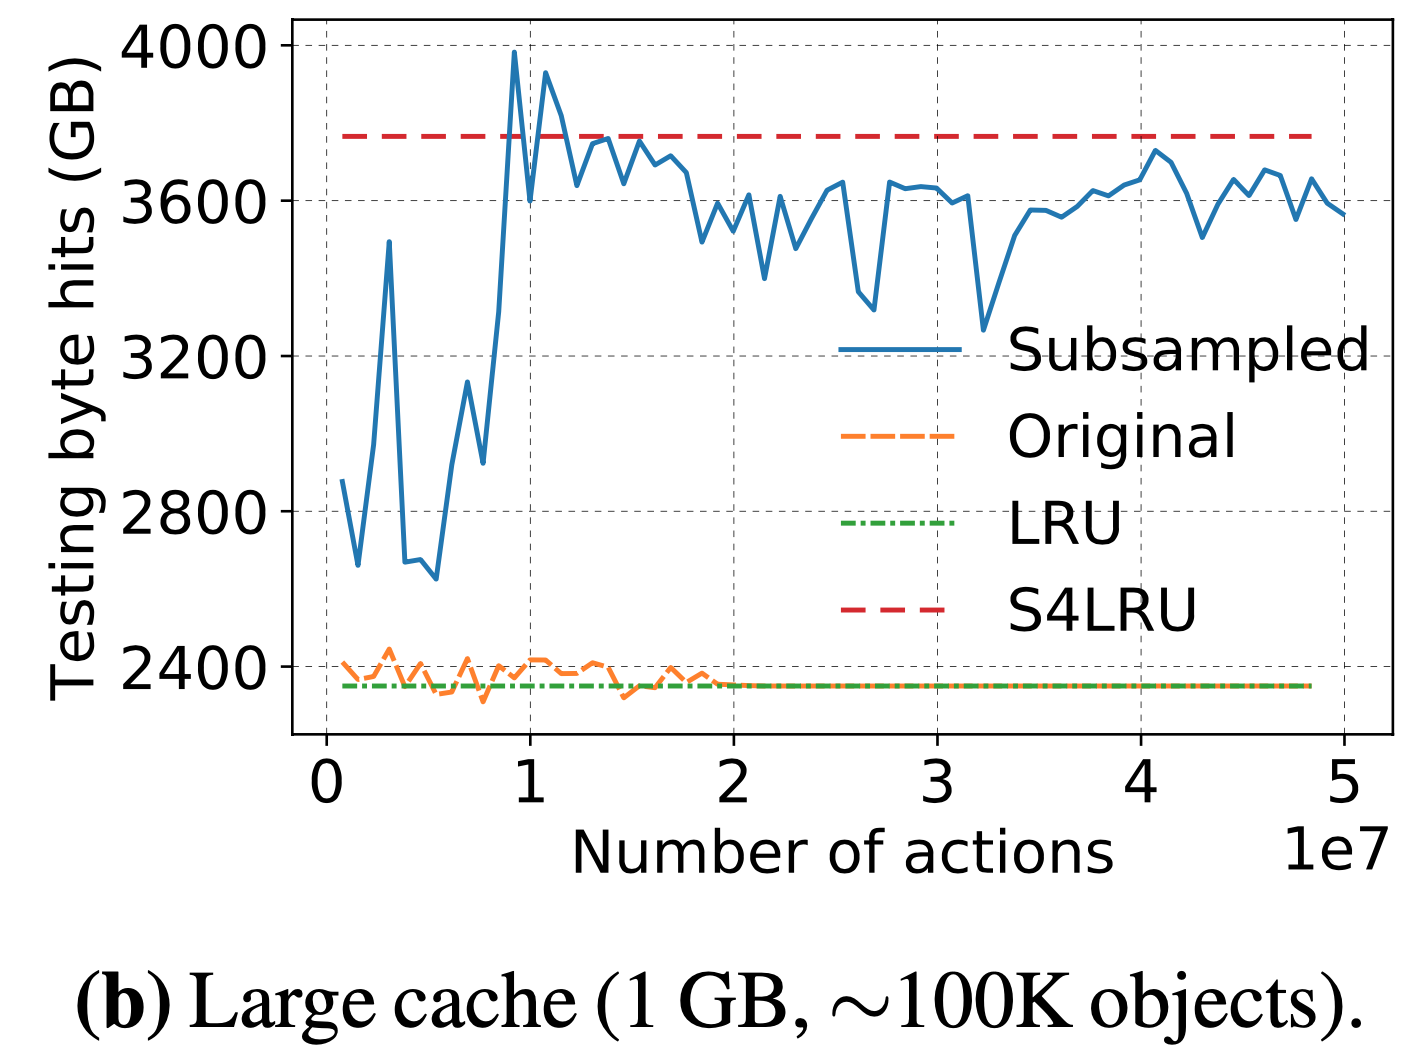 4000
3600
3200
2800
2400
Testing byte hits (GB)
Subsampled
Original
LRU
S4LRU
0 1 2 3 4 5
Number of actions 1e7
(b) Large cache (1 GB, ~100K objects).